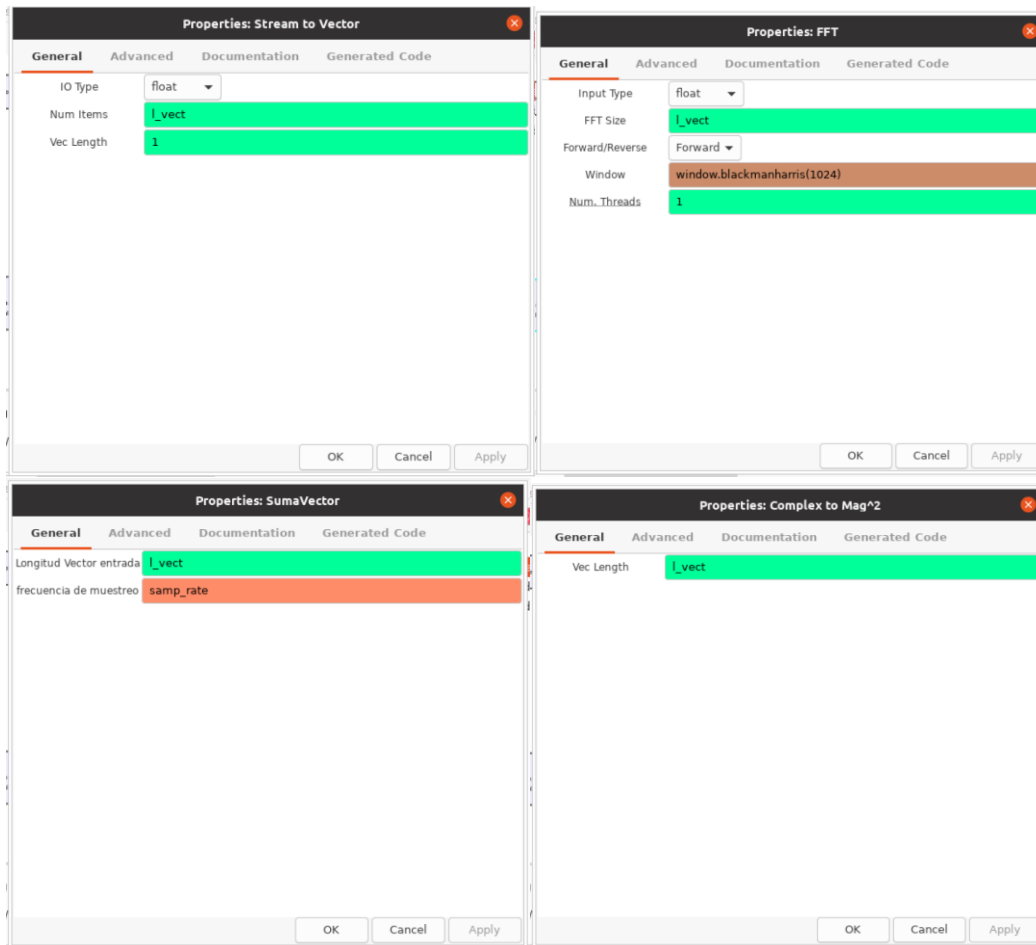 Properties: Stream to Vector
General Advanced Documentation Generated Code
IO Type float
Num Items l_vect
Vec Length 1
OK Cancel Apply
Properties: FFT
General Advanced Documentation Generated Code
Input Type float
FFT Size l_vect
Forward/Reverse Forward
Window window.blackmanharris(1024)
Num. Threads 1
OK Cancel Apply
Properties: SumaVector
General Advanced Documentation Generated Code
Longitud Vector entrada l_vect
frecuencia de muestreo samp_rate
OK Cancel Apply
Properties: Complex to Mag^2
General Advanced Documentation Generated Code
Vec Length l_vect
OK Cancel Apply